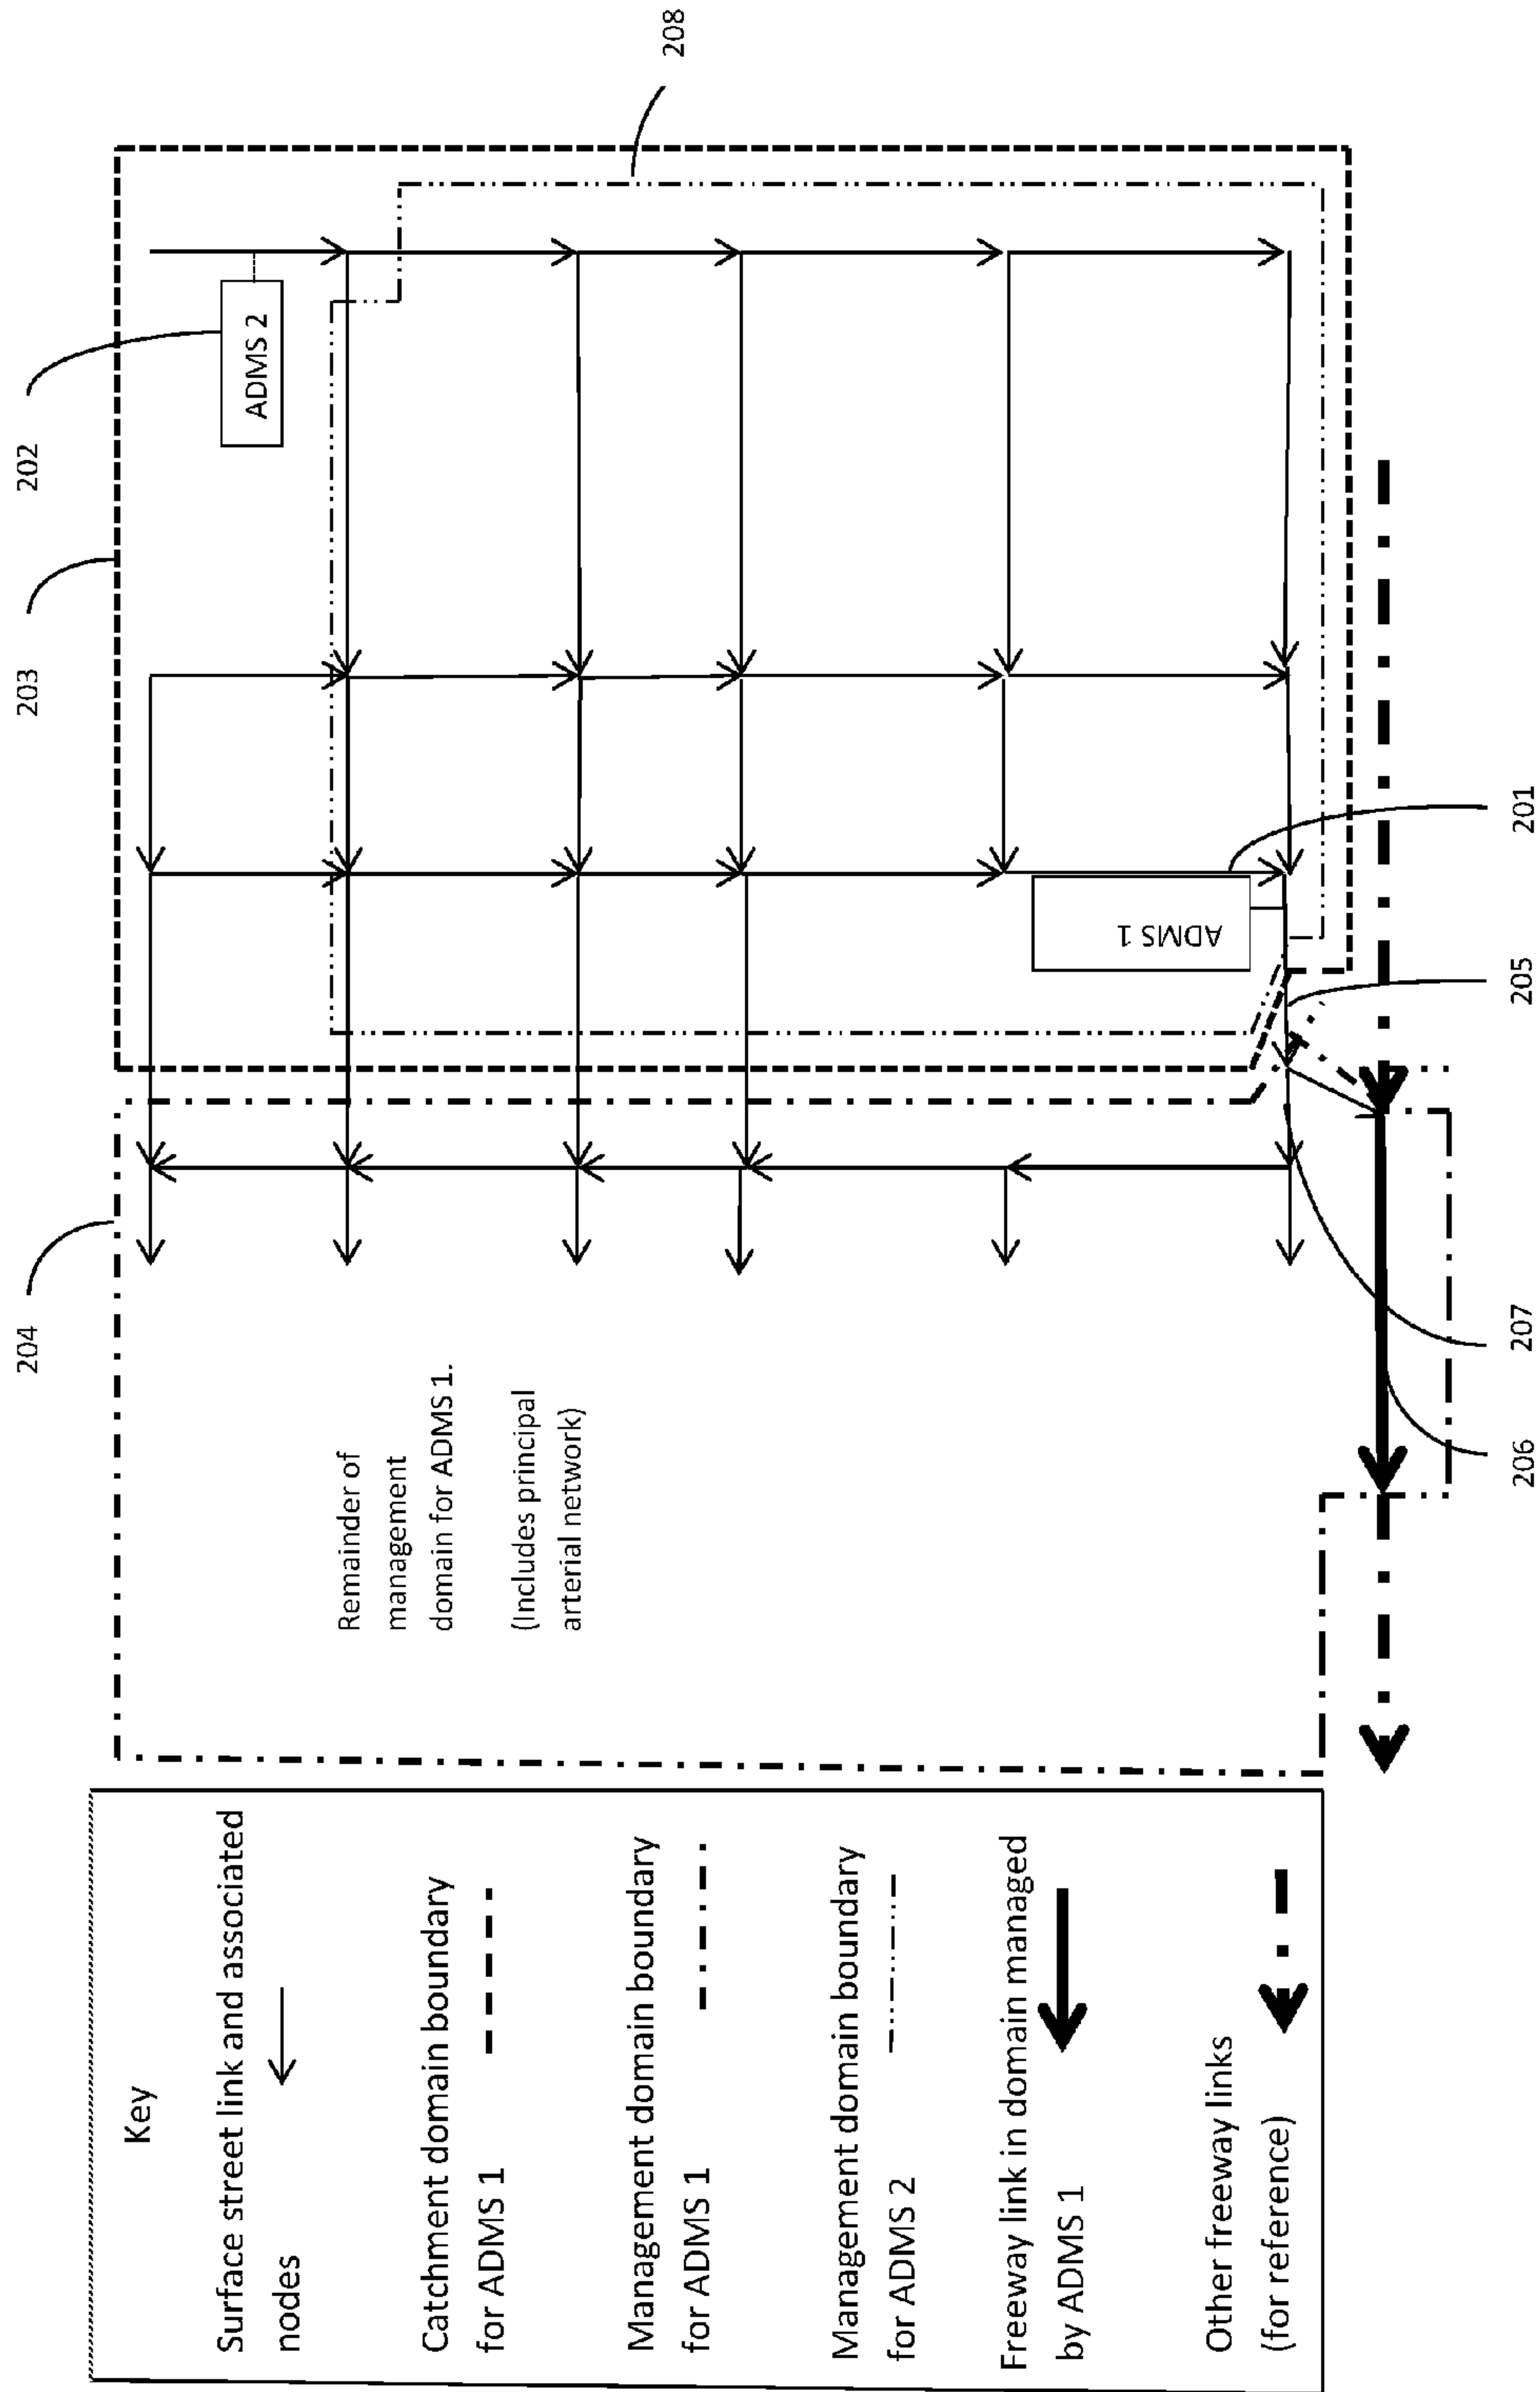 Key
Surface street link and associated
nodes
Catchment domain boundary
for ADMS 1
Management domain boundary
for ADMS 1
Management domain boundary
for ADMS 2
Freeway link in domain managed
by ADMS 1
Other freeway links
(for reference)
204
203
202
Remainder of
management
domain for ADMS 1.
(Includes principal
arterial network)
ADMS 2
ADMS 1
208
206
207
205
201